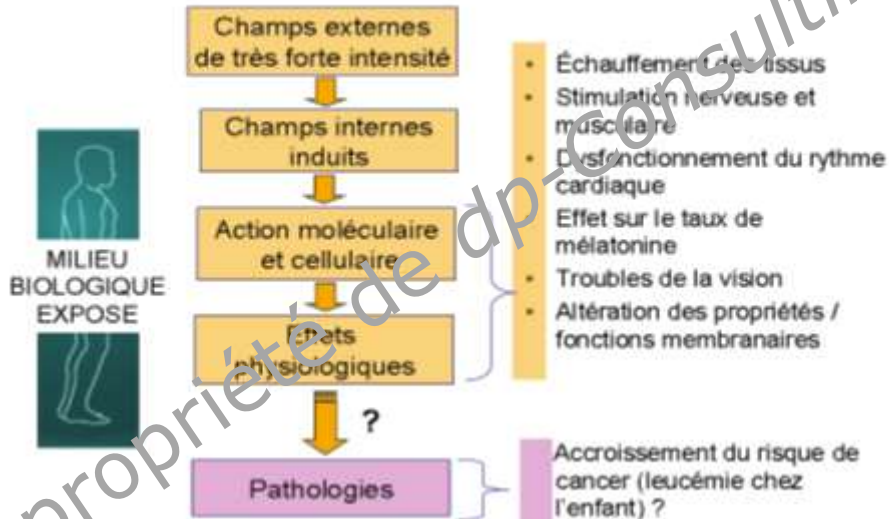 Champs externes
de très forte intensité
Champs internes
induits
Action moléculaire
et cellulaire
Effets
physiologiques
?
Pathologies
MILIEU
BIOLOGIQUE
EXPOSE
• Échauffement des tissus
• Stimulation nerveuse et
musculaire
• Dysfonctionnement du rythme
cardiaque
• Effet sur le taux de
mélatonine
• Troubles de la vision
• Altération des propriétés /
fonctions membranaires
Accroissement du risque de
cancer (leucémie chez
l'enfant) ?
propriété de dp-Consultin